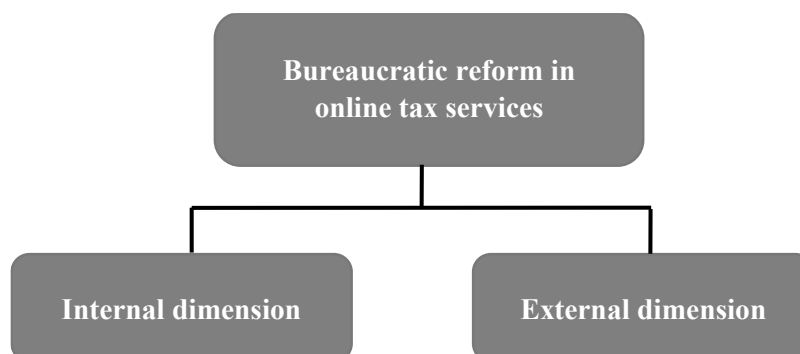 Bureaucratic reform in
online tax services
Internal dimension
External dimension